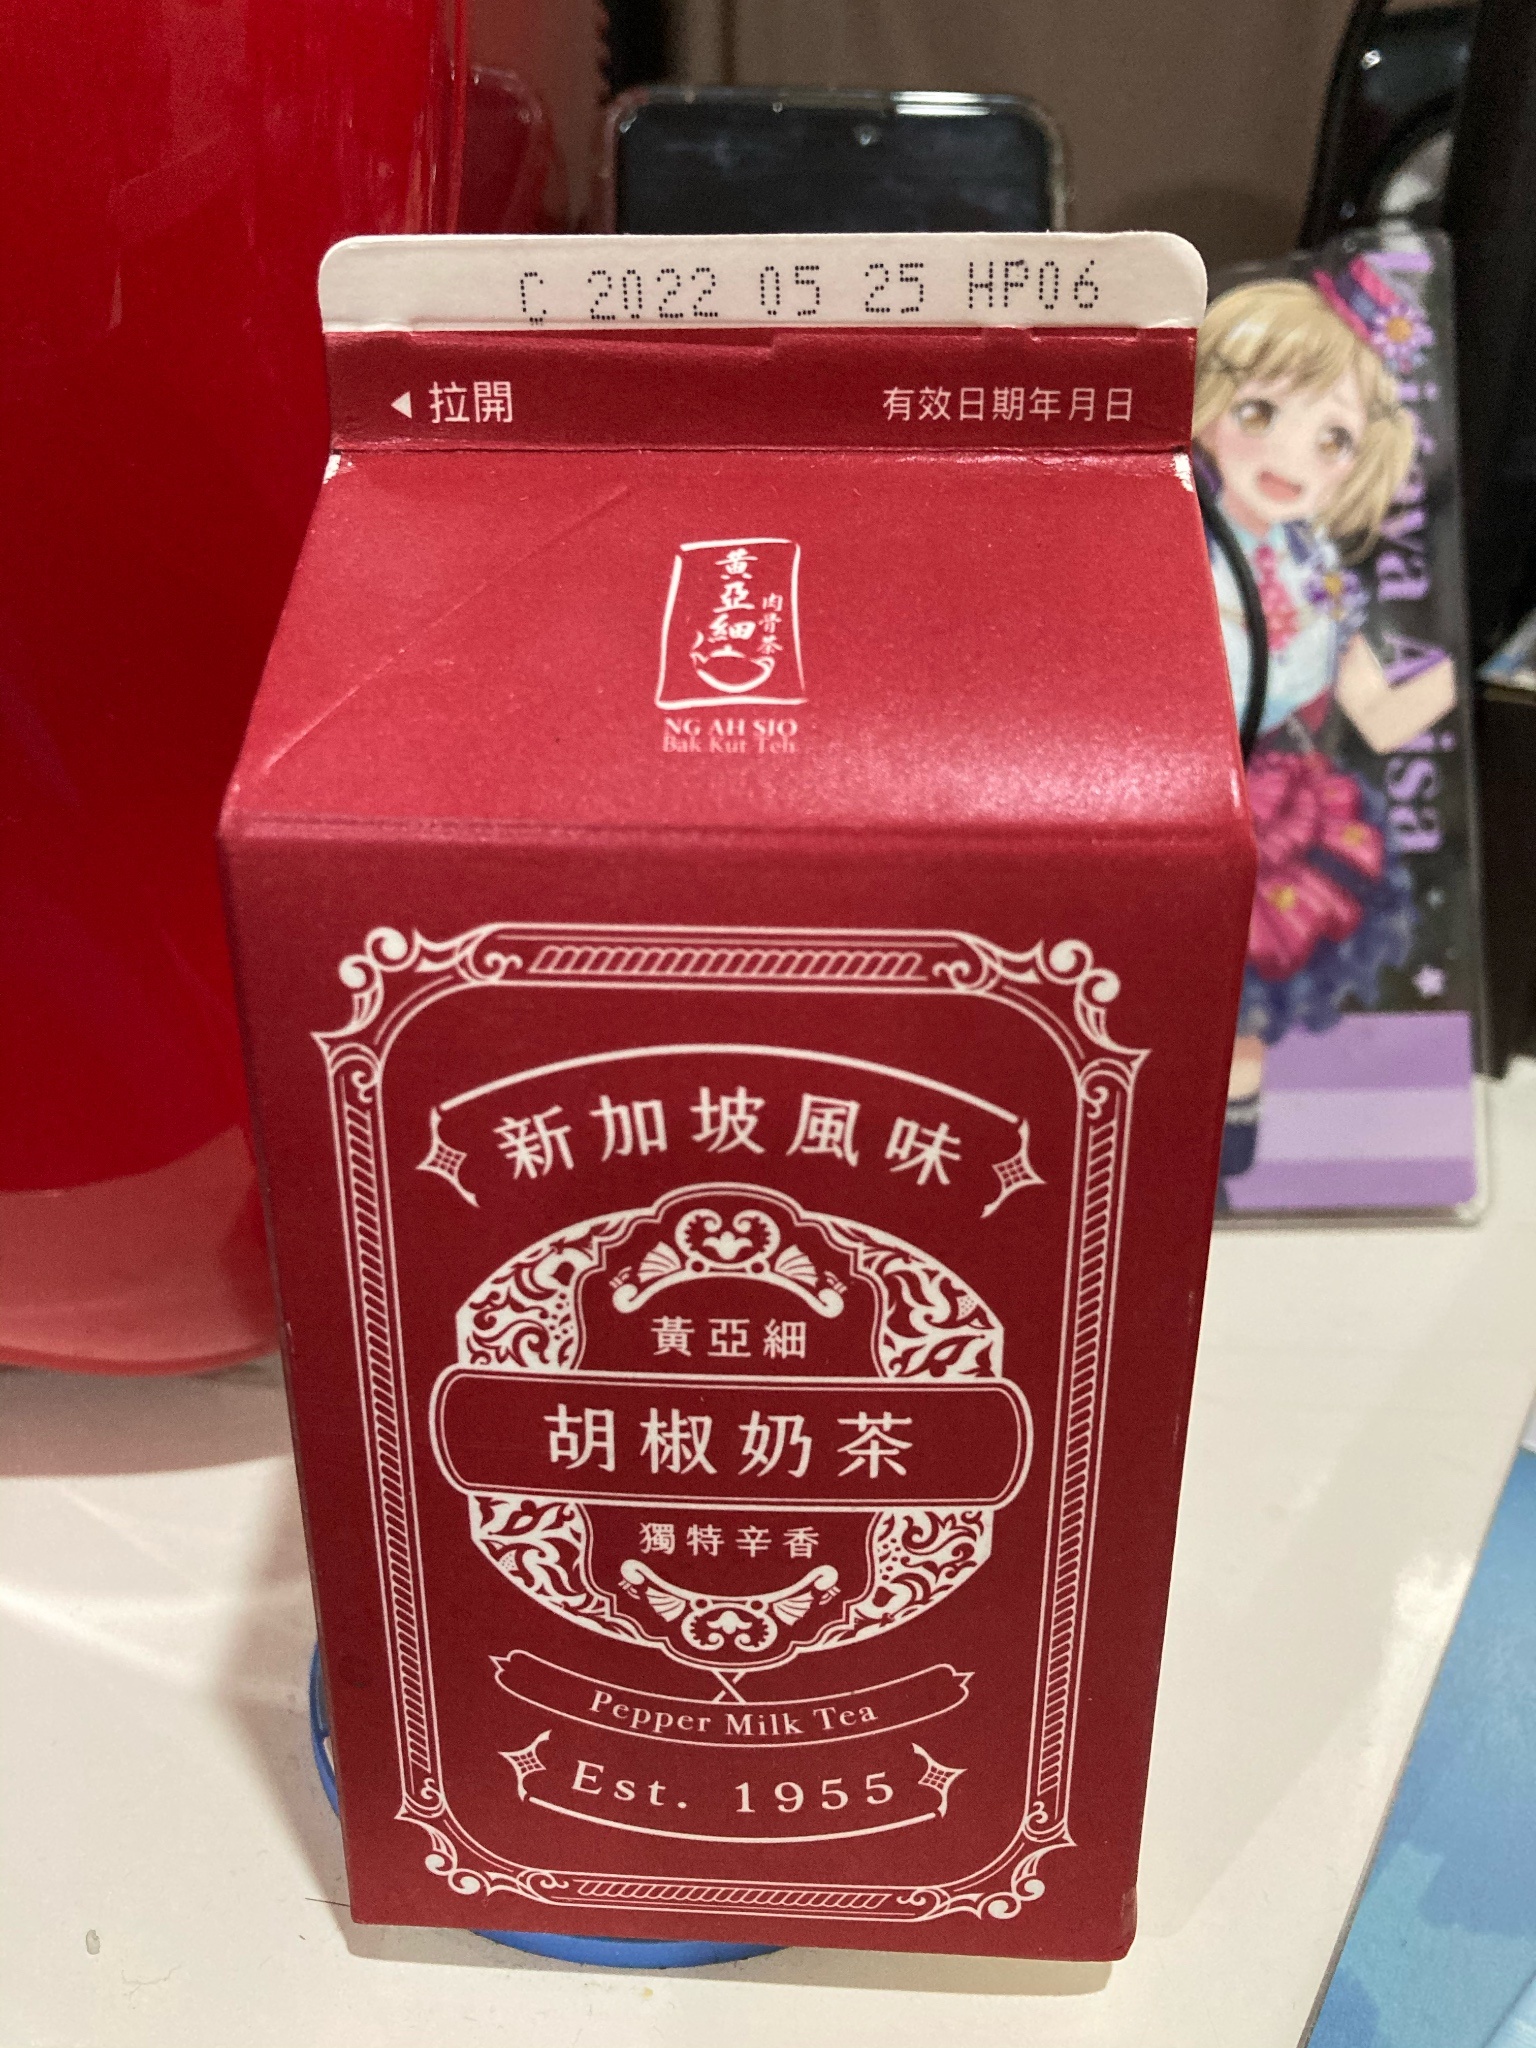 C 2022 05 25 HP06
◀ 拉開
有效日期年月日
黃亞細
肉骨茶
NG AH SIO
Bak Kut Teh
新加坡風味
黃亞細
胡椒奶茶
獨特辛香
Pepper Milk Tea
Est. 1955